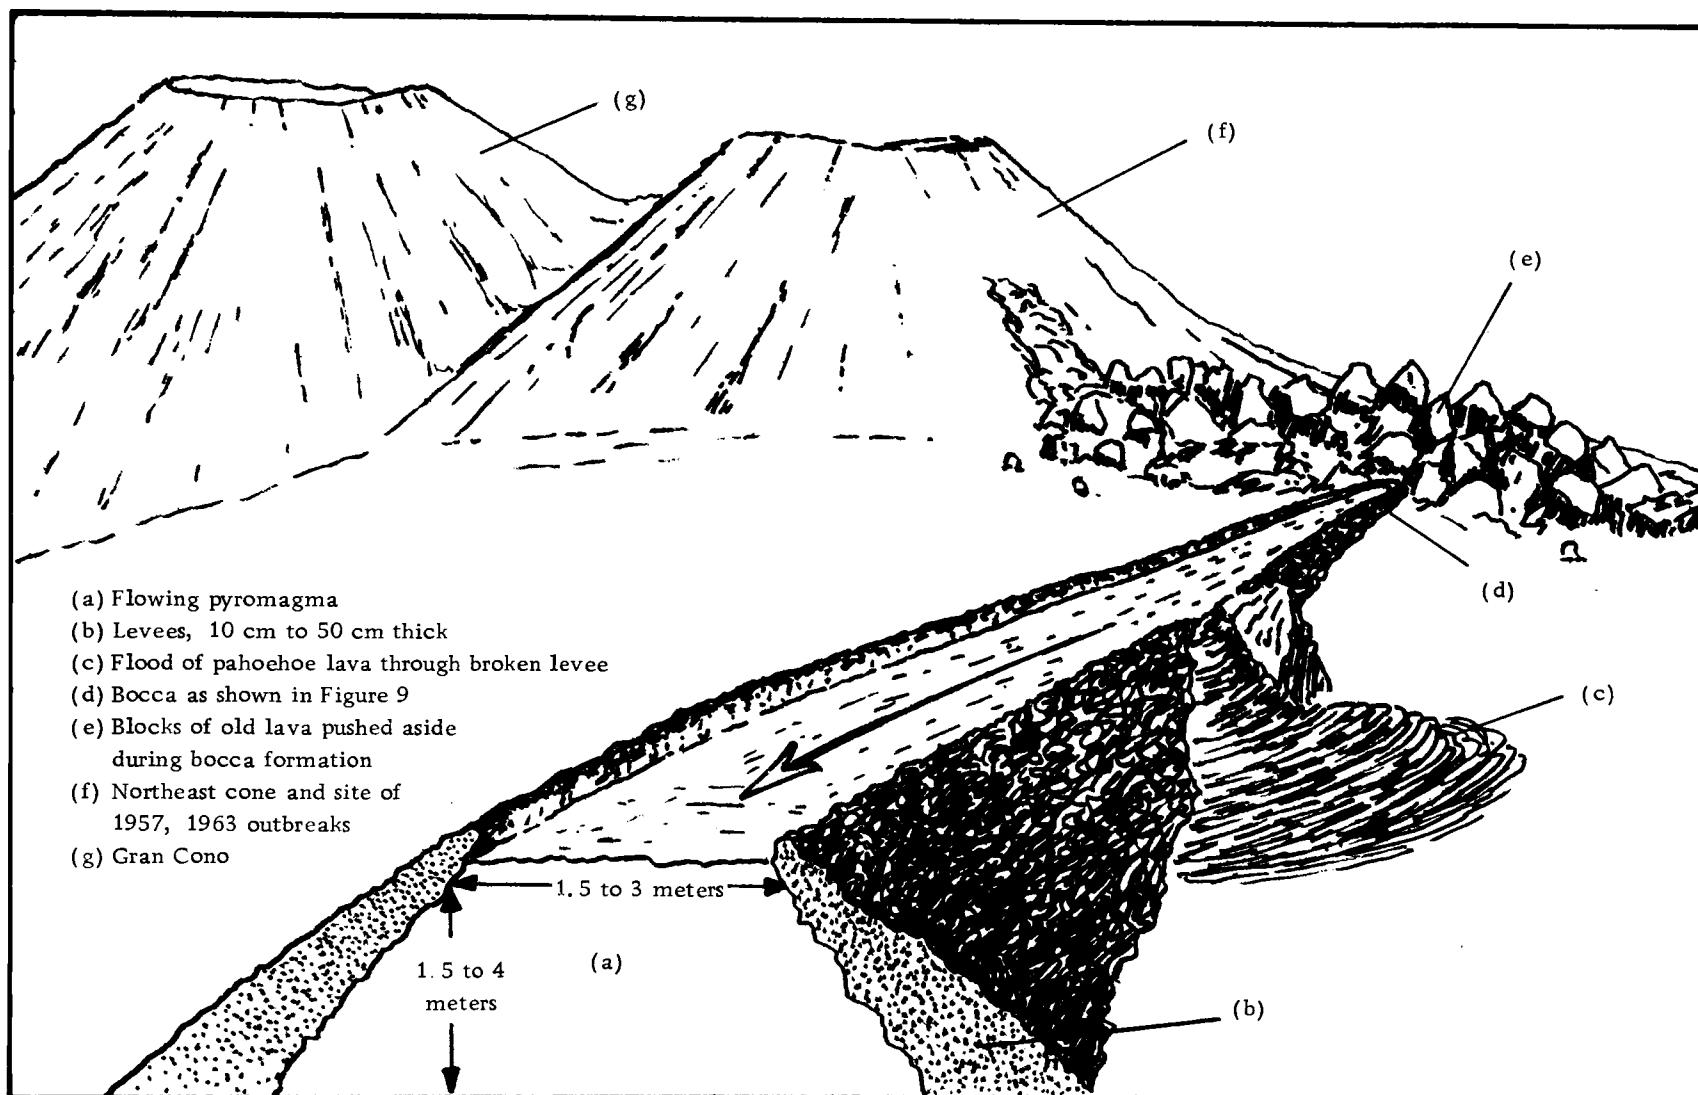 (g)
(f)
(e)
(a) Flowing pyromagma
(b) Levees, 10 cm to 50 cm thick
(c) Flood of pahoehoe lava through broken levee
(d) Bocca as shown in Figure 9
(e) Blocks of old lava pushed aside
during bocca formation
(f) Northeast cone and site of
1957, 1963 outbreaks
(g) Gran Cono
(d)
(c)
1.5 to 3 meters
1.5 to 4
meters
(a)
(b)